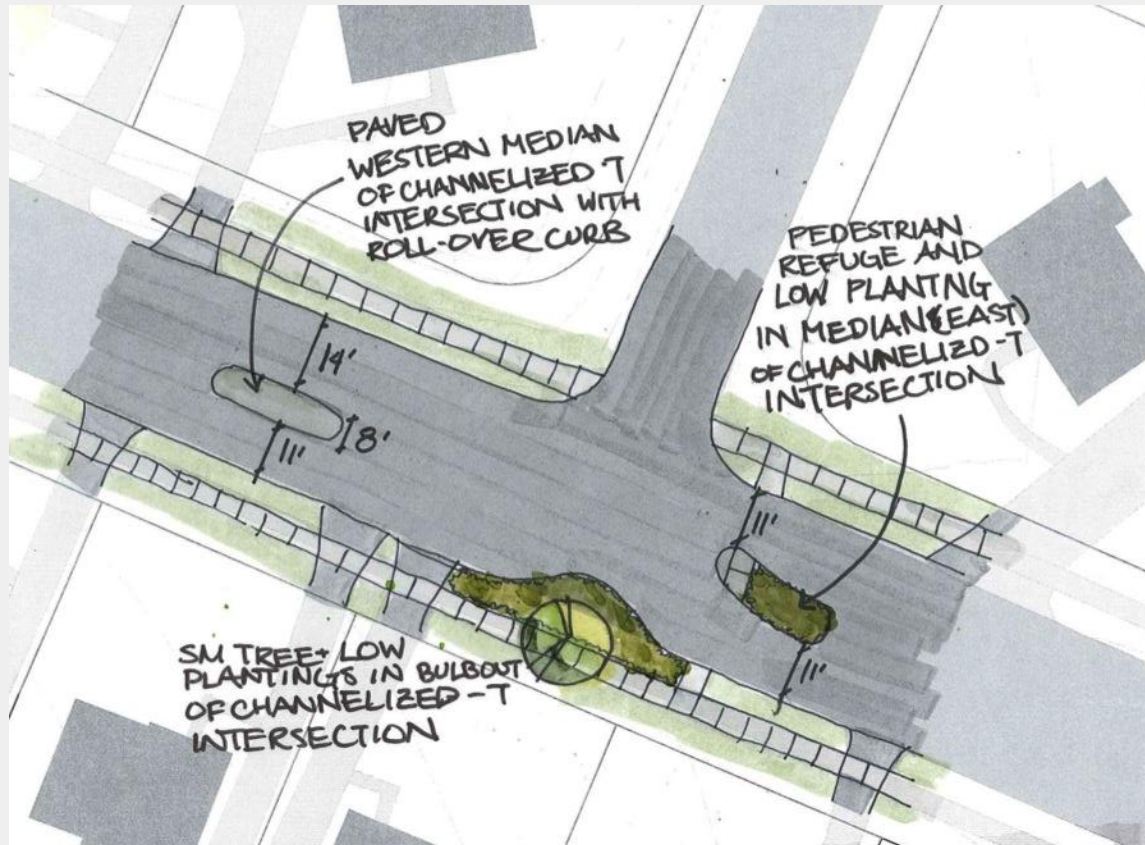 PAVED
WESTERN MEDIAN
OF CHANNELIZED T
INTERSECTION WITH
ROLL-OVER CURB
PEDESTRIAN
REFUGE AND
LOW PLANTNG
IN MEDIAN (EAST)
OF CHANNELIZD-T
INTERSECTION
14'
8'
11'
11'
11'
SM TREE+ LOW
PLANTINGS IN BULBOUT
OF CHANNELIZED-T
INTERSECTION